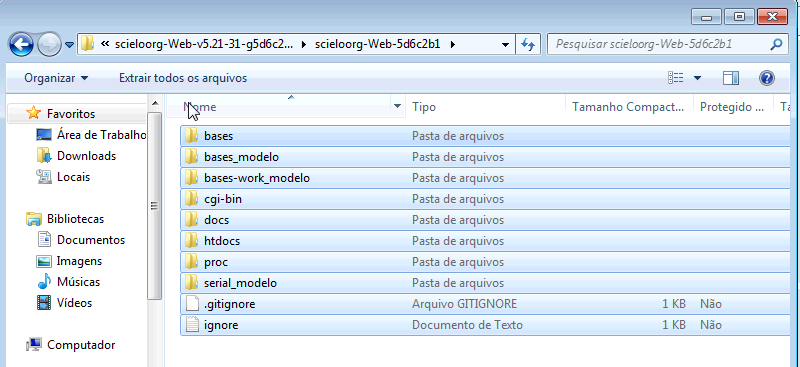 « scieloorg-Web-v5.21-31-g5d6c2... ▸ scieloorg-Web-5d6c2b1 ▸
Pesquisar scieloorg-Web-5d6c2b1
Organizar
Extrair todos os arquivos
Favoritos
Área de Trabalho
Downloads
Locais
Bibliotecas
Documentos
Imagens
Músicas
Vídeos
Computador
Nome Tipo Tamanho Compact... Protegido ...
bases Pasta de arquivos
bases_modelo Pasta de arquivos
bases-work_modelo Pasta de arquivos
cgi-bin Pasta de arquivos
docs Pasta de arquivos
htdocs Pasta de arquivos
proc Pasta de arquivos
serial_modelo Pasta de arquivos
.gitignore Arquivo GITIGNORE 1 KB Não
ignore Documento de Texto 1 KB Não